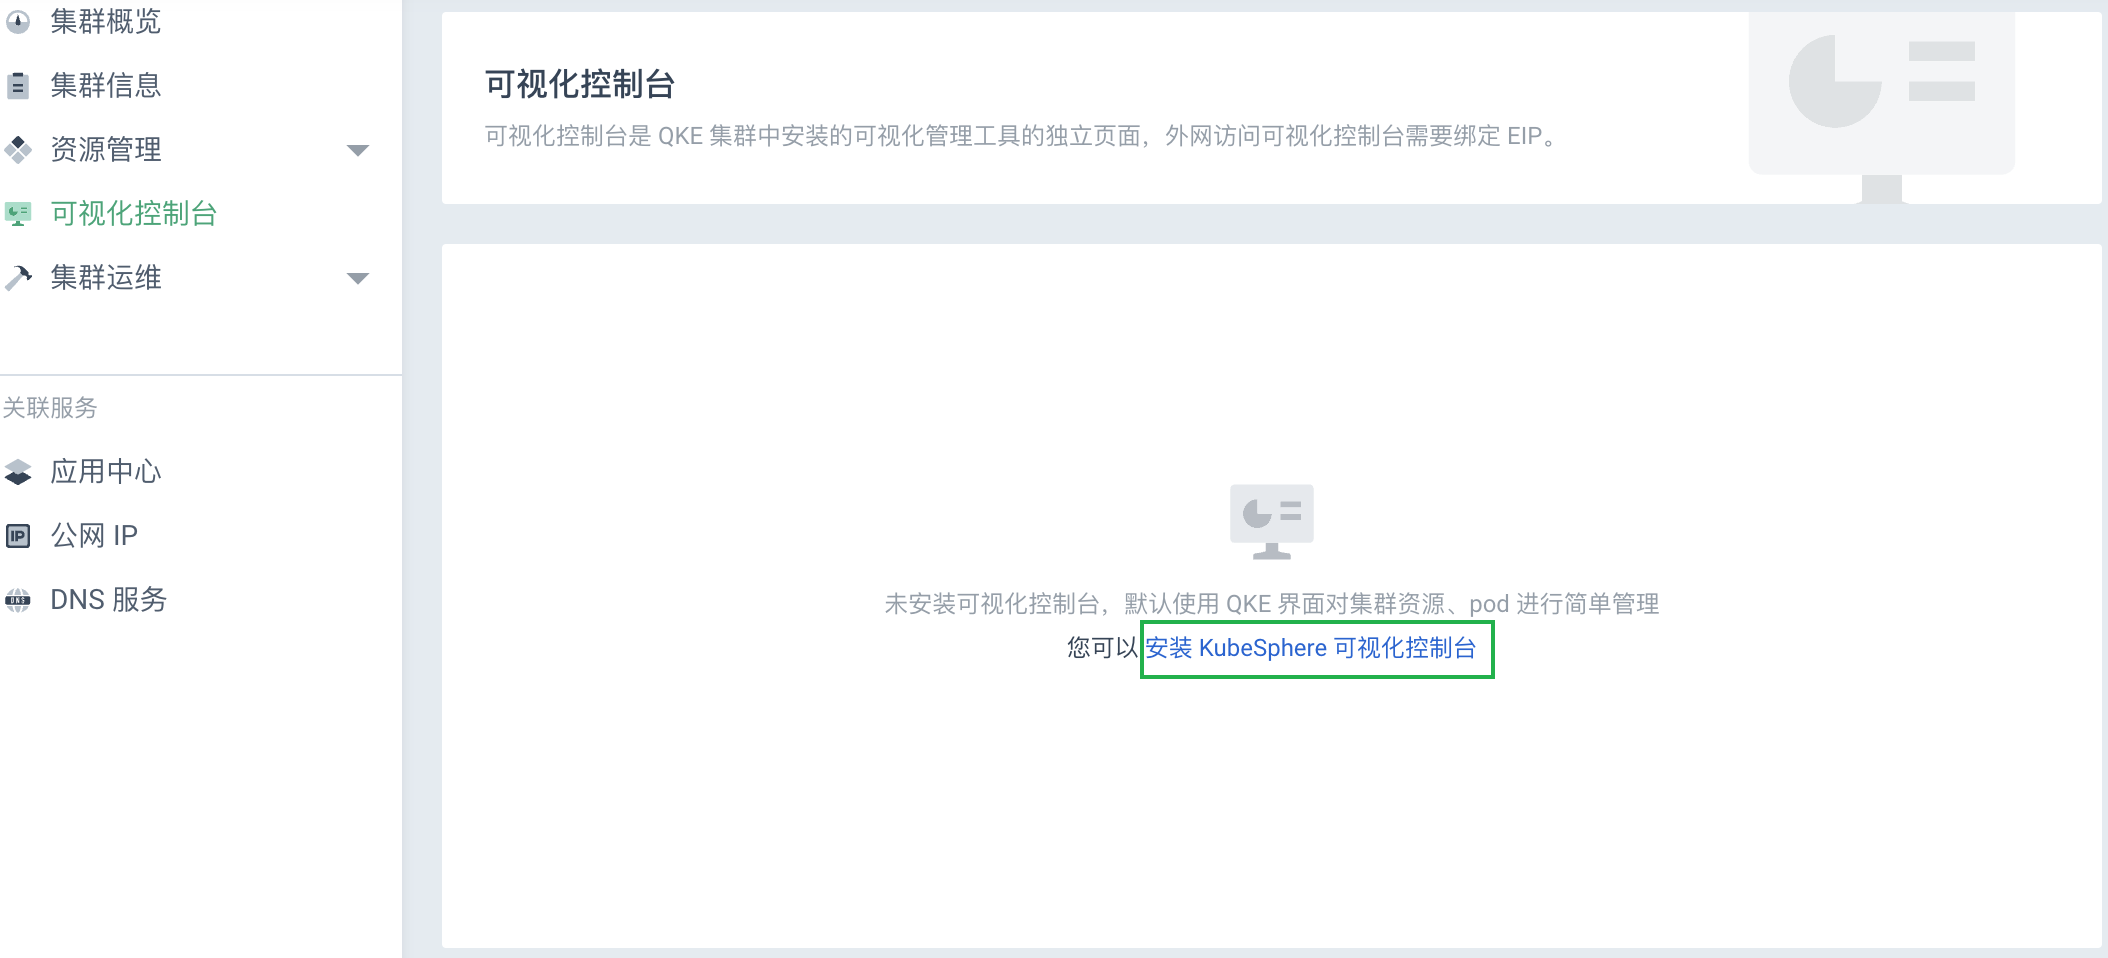 集群概览
集群信息
资源管理
可视化控制台
集群运维
关联服务
应用中心
IP 公网 IP
DNS DNS 服务
可视化控制台
可视化控制台是 QKE 集群中安装的可视化管理工具的独立页面，外网访问可视化控制台需要绑定 EIP。
未安装可视化控制台，默认使用 QKE 界面对集群资源、pod 进行简单管理
您可以 安装 KubeSphere 可视化控制台